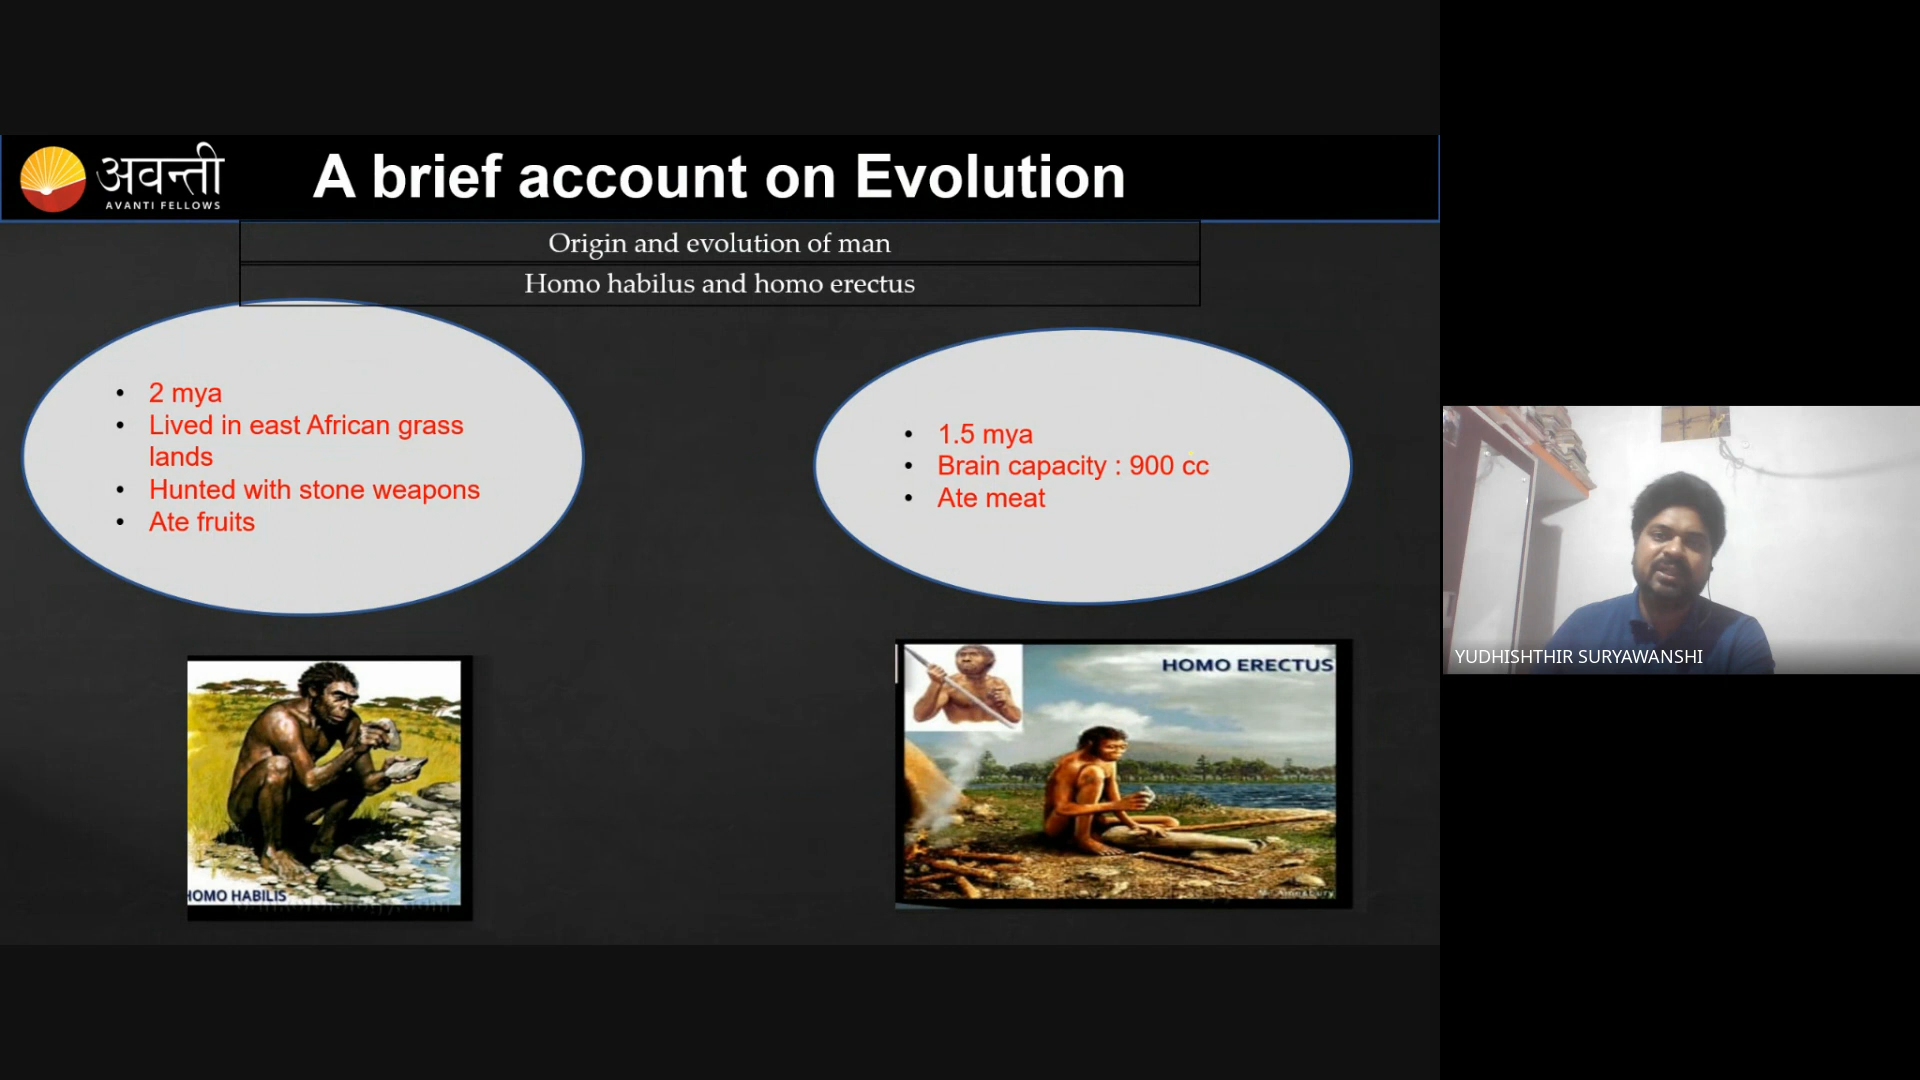 अवन्ती
AVANTI FELLOWS
A brief account on Evolution
Origin and evolution of man
Homo habilus and homo erectus
• 2 mya
• Lived in east African grass
lands
• Hunted with stone weapons
• Ate fruits
• 1.5 mya
• Brain capacity : 900 cc
• Ate meat
HOMO HABILIS
HOMO ERECTUS
YUDHISHTHIR SURYAWANSHI